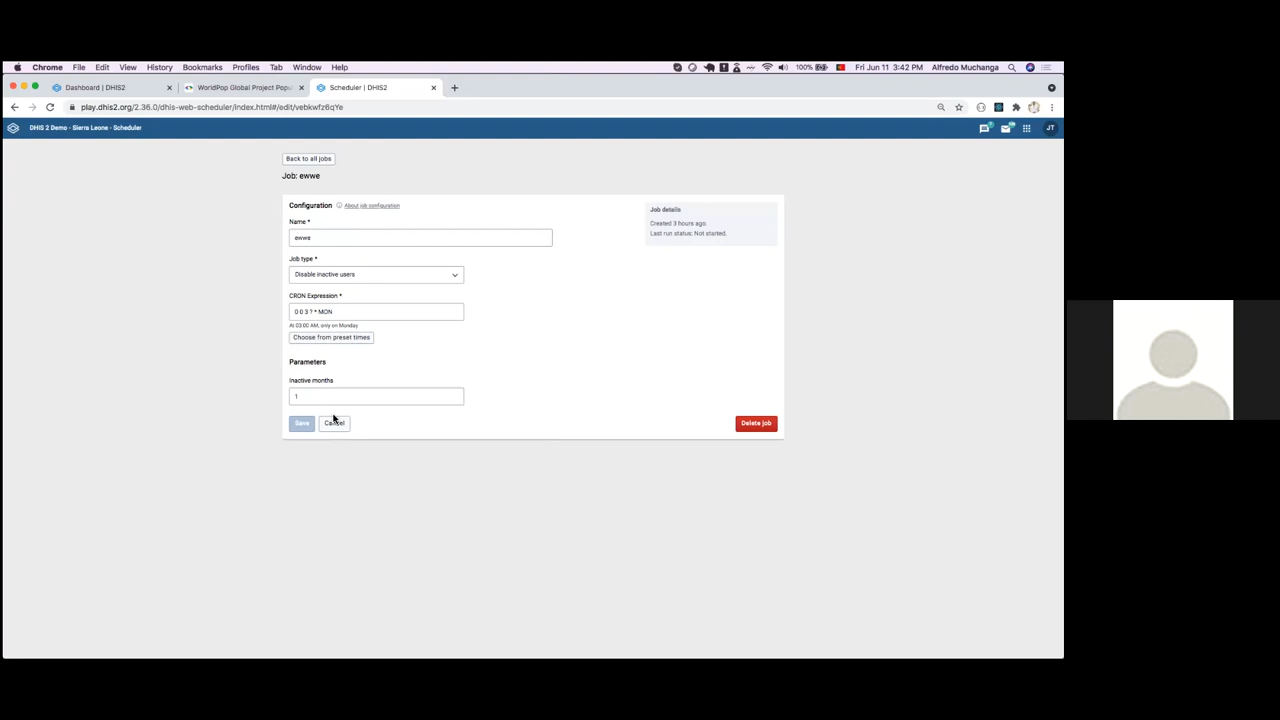 Chrome File Edit View History Bookmarks Profiles Tab Window Help 100% Fri Jun 11 3:42 PM Alfredo Muchanga
Dashboard | DHIS2 WorldPop Global Project Popu Scheduler | DHIS2
play.dhis2.org/2.36.0/dhis-web-scheduler/index.html#/edit/vebkwfz6qYe
DHIS 2 Demo - Sierra Leone - Scheduler JT
Back to all jobs
Job: ewwe
Configuration About job configuration
Job details
Name *
Created 3 hours ago.
Last run status: Not started.
ewwe
Job type *
Disable inactive users
CRON Expression *
0 0 3 ? * MON
At 03:00 AM, only on Monday
Choose from preset times
Parameters
Inactive months
1
Save Cancel Delete job